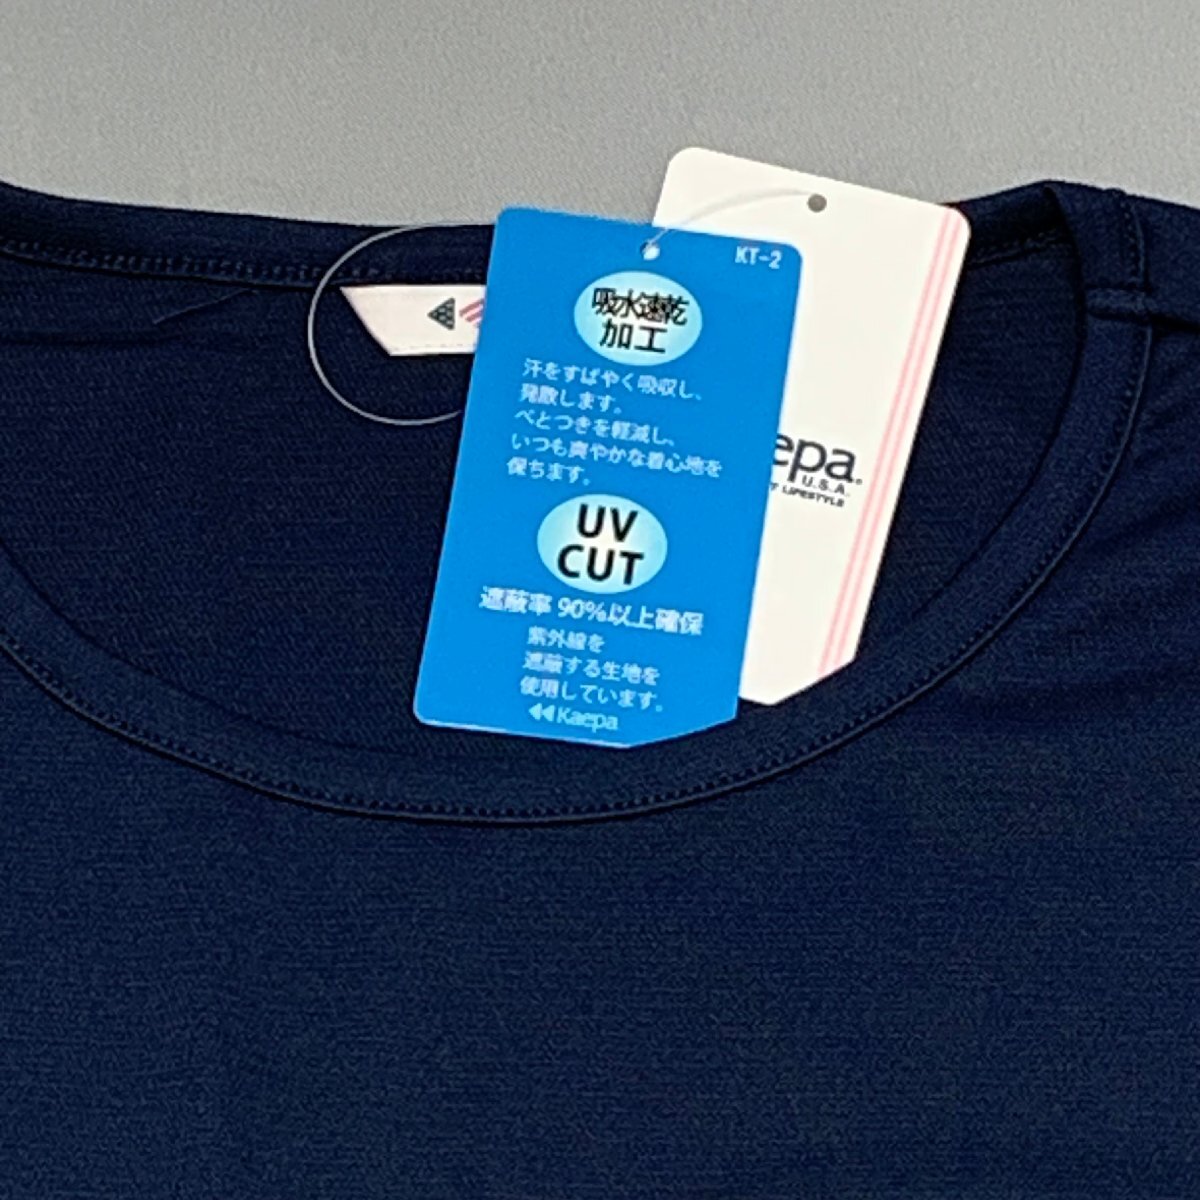 KT-2
吸水速乾
加工
汗をすばやく吸収し、
発散します。
べとつきを軽減し、
いつも爽やかな着心地を
保ちます。
UV
CUT
遮蔽率 90%以上確保
紫外線を
遮蔽する生地を
使用しています。
Kaepa
epa
U.S.A.
LIFESTYLE